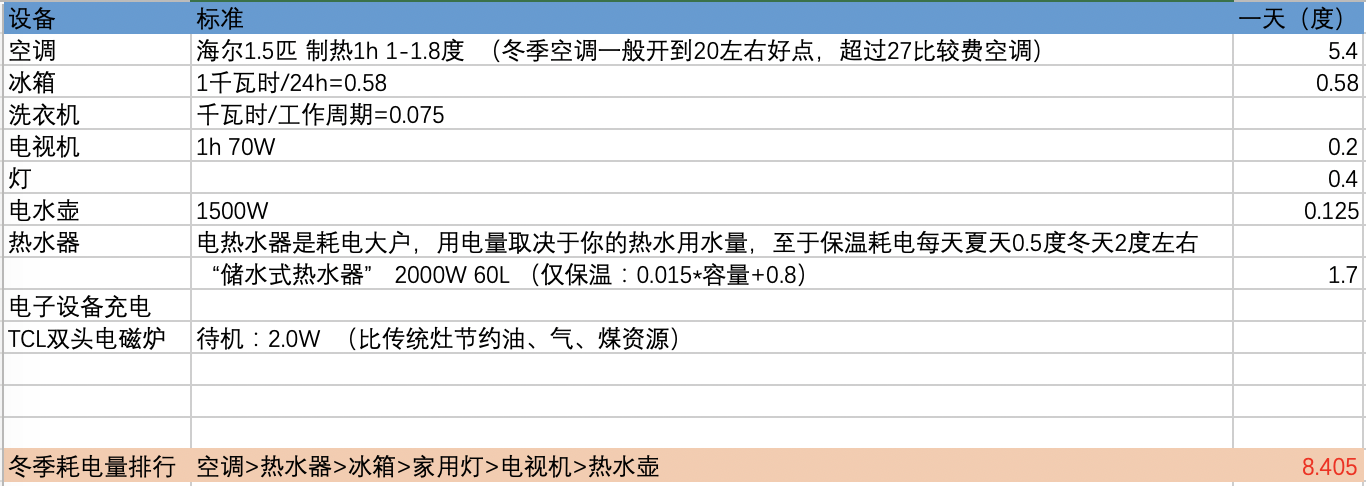 设备 标准 一天（度）
空调 海尔1.5匹 制热1h 1-1.8度 （冬季空调一般开到20左右好点，超过27比较费空调） 5.4
冰箱 1千瓦时/24h=0.58 0.58
洗衣机 千瓦时/工作周期=0.075
电视机 1h 70W 0.2
灯 0.4
电水壶 1500W 0.125
热水器 电热水器是耗电大户，用电量取决于你的热水用水量，至于保温耗电每天夏天0.5度冬天2度左右
“储水式热水器” 2000W 60L （仅保温：0.015*容量+0.8） 1.7
电子设备充电
TCL双头电磁炉 待机：2.0W （比传统灶节约油、气、煤资源）
冬季耗电量排行 空调>热水器>冰箱>家用灯>电视机>热水壶 8.405